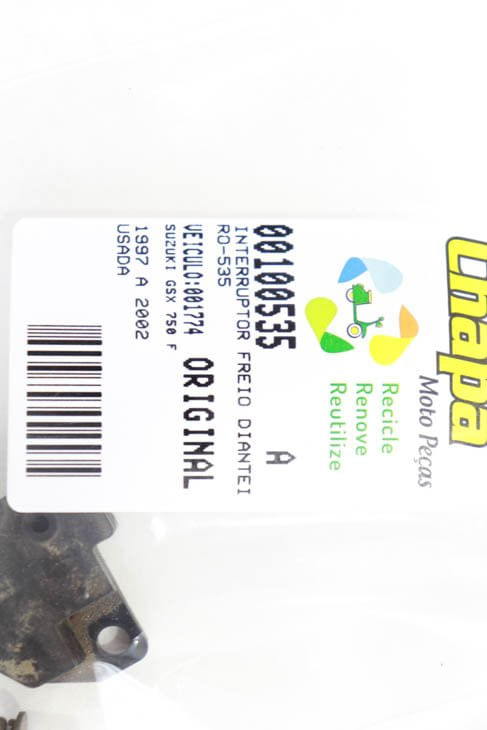 Chapa
Moto Peças
Recicle
Renove
Reutilize
00100535 A
INTERRUPTOR FREIO DIANTEI
RO-535
VEICULO:001774 ORIGINAL
SUZUKI GSX 750 F
1997 A 2002
USADA